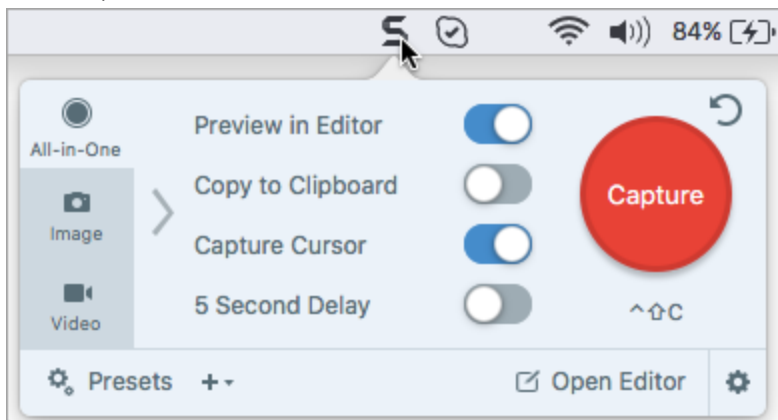 84%
All-in-One
Preview in Editor
Copy to Clipboard
Capture
Image
Capture Cursor
Video
5 Second Delay
^⇧C
Presets
Open Editor